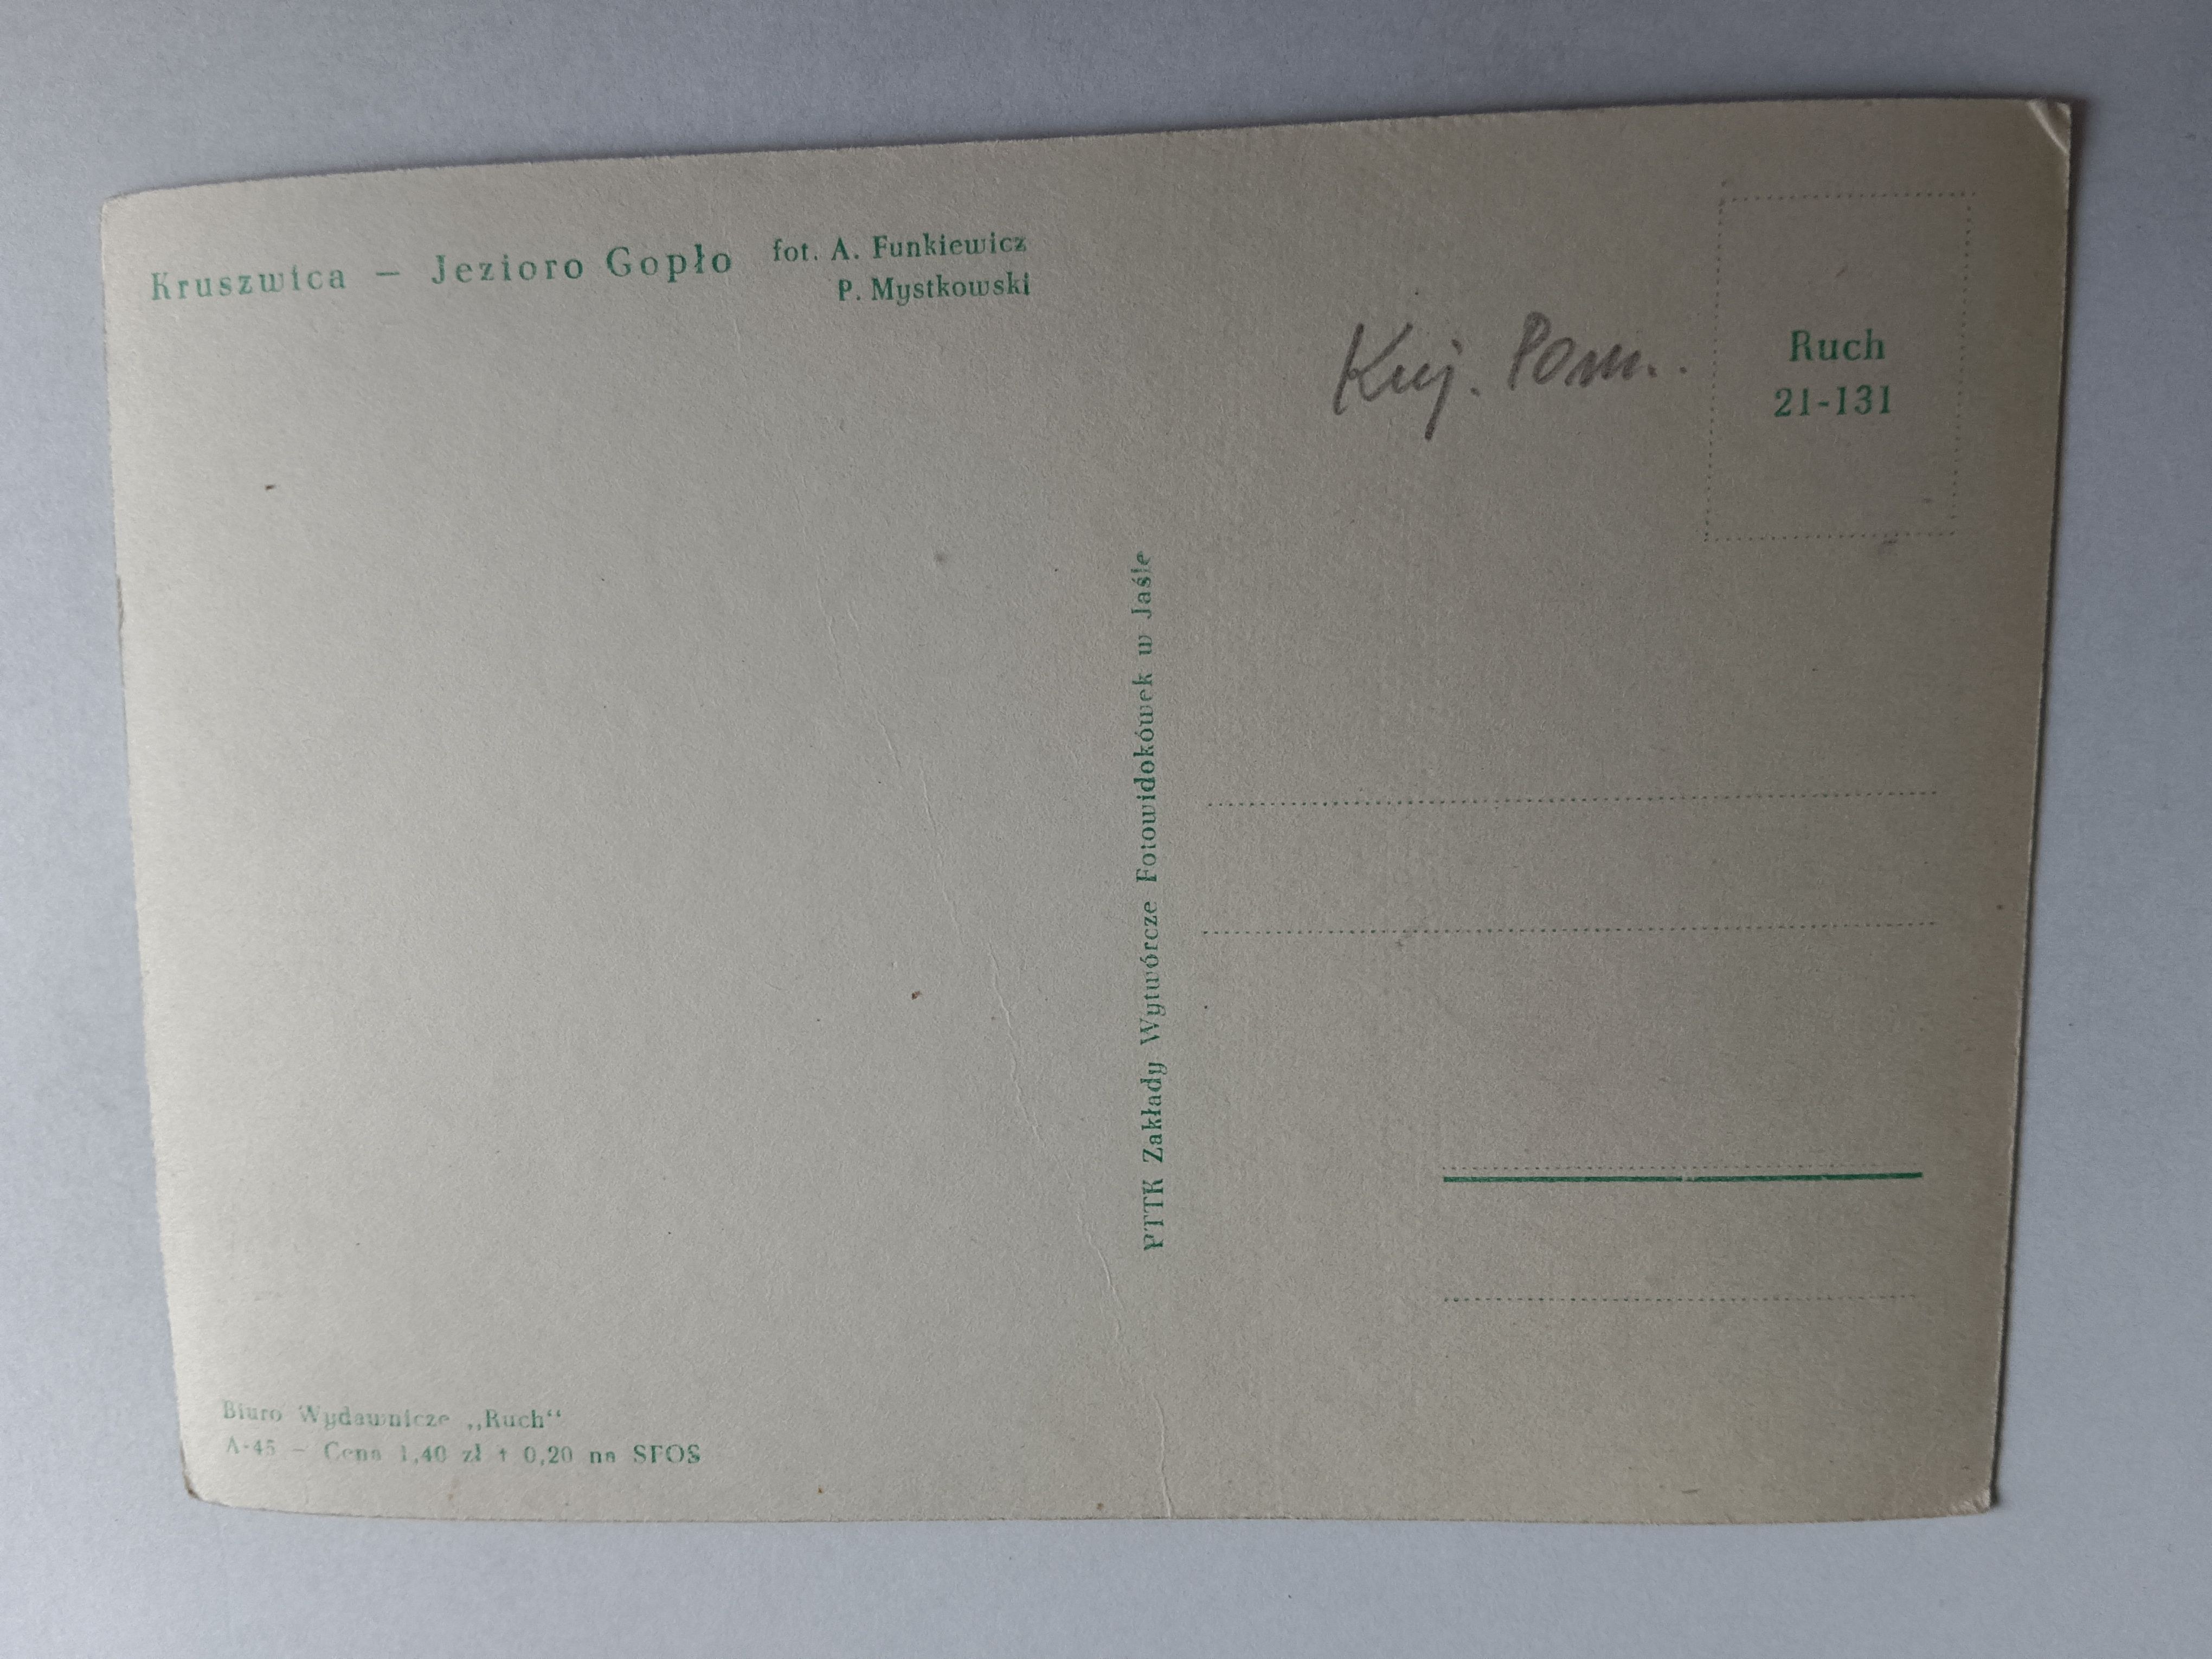 Kruszwica – Jezioro Gopło fot. A. Funkiewicz
P. Mystkowski
Kuj. Pom..
Ruch
21-131
PTTK Zakłady Wytwórcze Fotowidokówek w Jaśle
Biuro Wydawnicze „Ruch“
A-45 – Cena 1,40 zł + 0,20 na SFOS